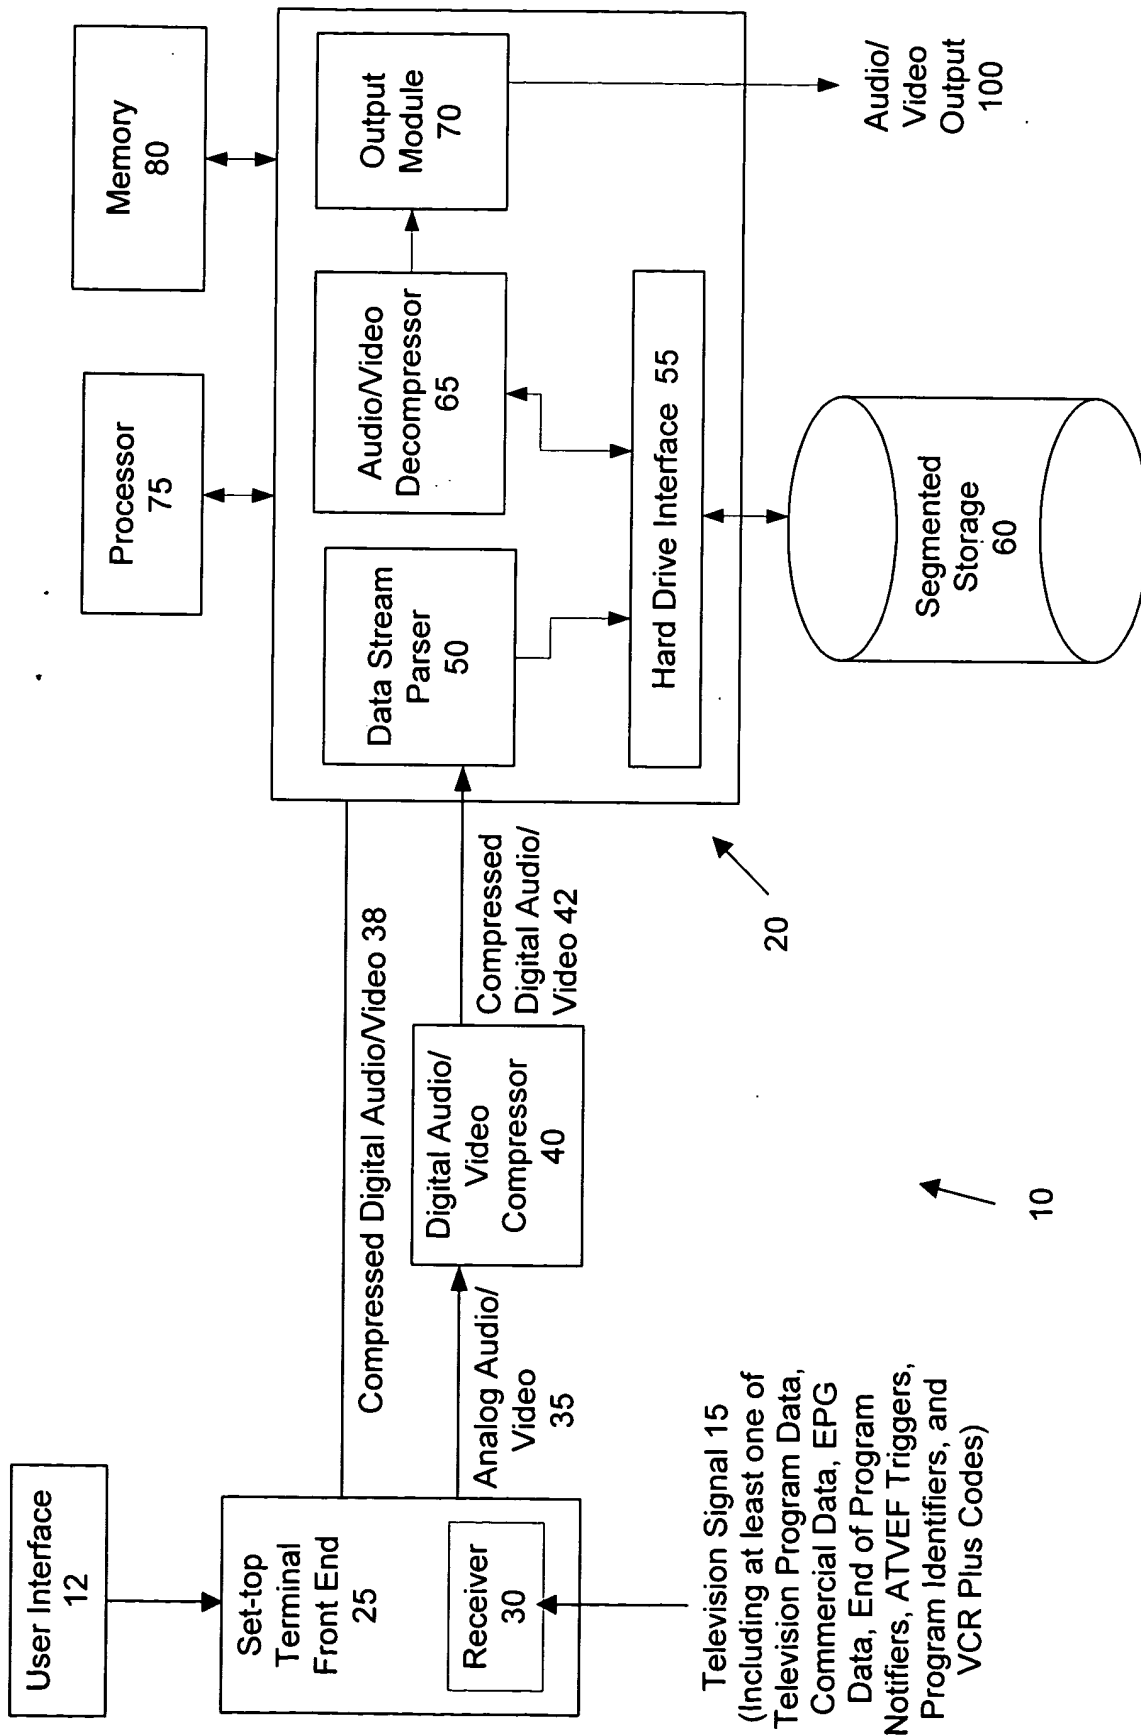 User Interface
12
Set-top
Terminal
Front End
25
Receiver
30
Television Signal 15
(Including at least one of
Television Program Data,
Commercial Data, EPG
Data, End of Program
Notifiers, ATVEF Triggers,
Program Identifiers, and
VCR Plus Codes)
Compressed Digital Audio/Video 38
Analog Audio/
Video
35
Digital Audio/
Video
Compressor
40
Compressed
Digital Audio/
Video 42
Processor
75
Memory
80
Data Stream
Parser
50
Audio/Video
Decompressor
65
Output
Module
70
Hard Drive Interface 55
Segmented
Storage
60
Audio/
Video
Output
100
20
10